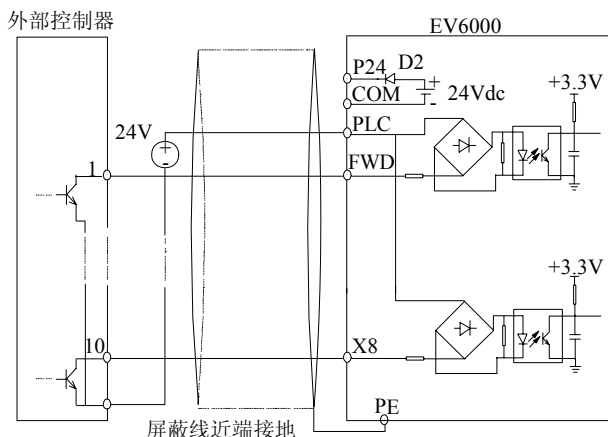 外部控制器
EV6000
P24 D2
COM
+
-
24Vdc
+3.3V
24V
+
-
PLC
1
FWD
+3.3V
10
X8
PE
屏蔽线近端接地